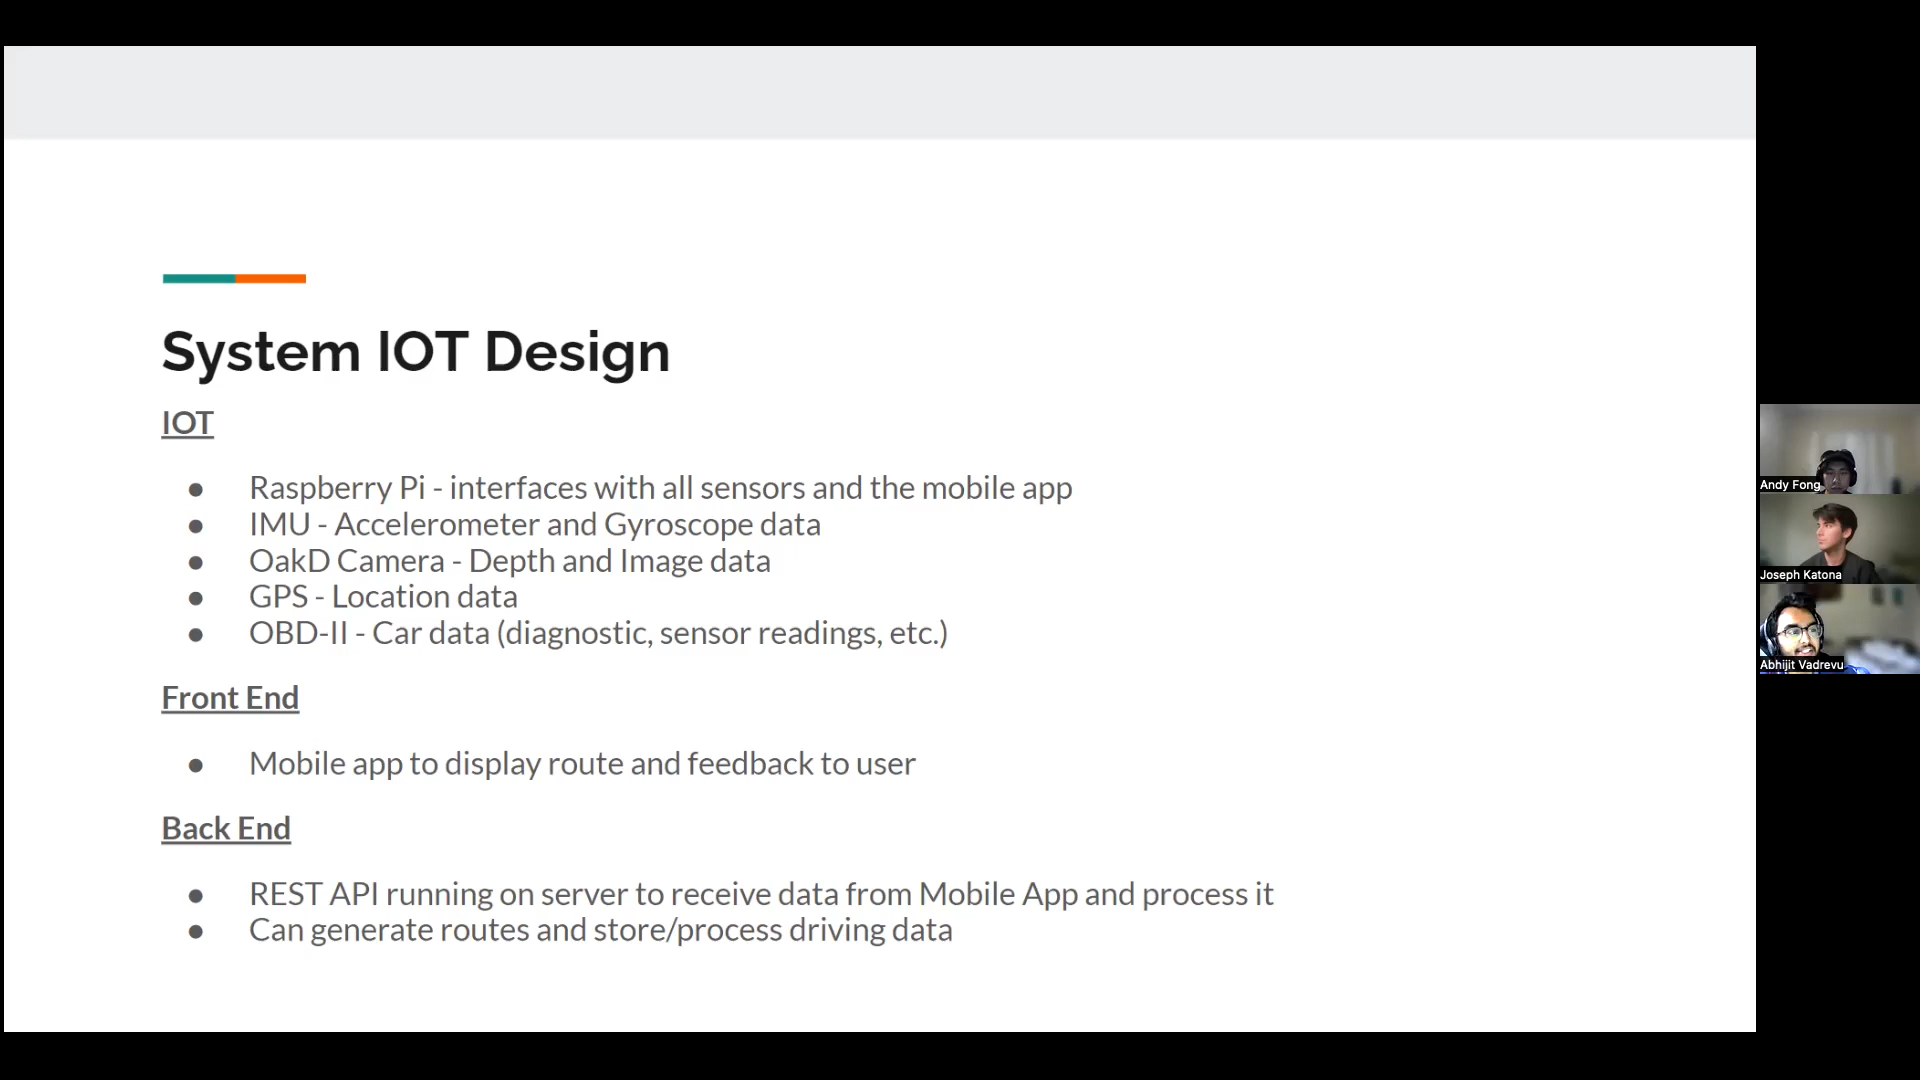 System IOT Design
IOT
● Raspberry Pi - interfaces with all sensors and the mobile app
● IMU - Accelerometer and Gyroscope data
● OakD Camera - Depth and Image data
● GPS - Location data
● OBD-II - Car data (diagnostic, sensor readings, etc.)
Front End
● Mobile app to display route and feedback to user
Back End
● REST API running on server to receive data from Mobile App and process it
● Can generate routes and store/process driving data
Andy Fong
Joseph Katona
Abhijit Vadrevu